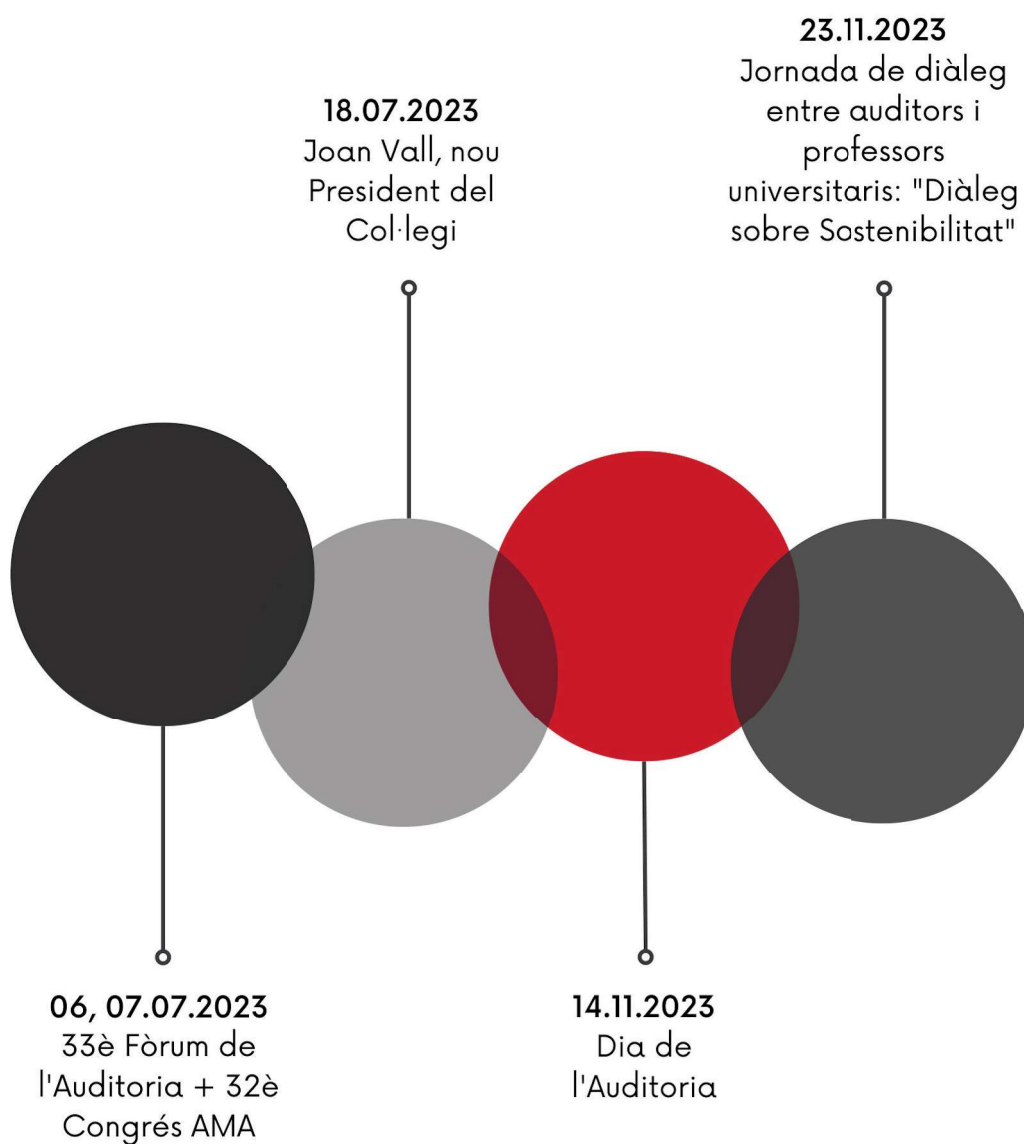 23.11.2023
Jornada de diàleg
entre auditors i
professors
universitaris: "Diàleg
sobre Sostenibilitat"
18.07.2023
Joan Vall, nou
President del
Col·legi
06, 07.07.2023
33è Fòrum de
l'Auditoria + 32è
Congrés AMA
14.11.2023
Dia de
l'Auditoria